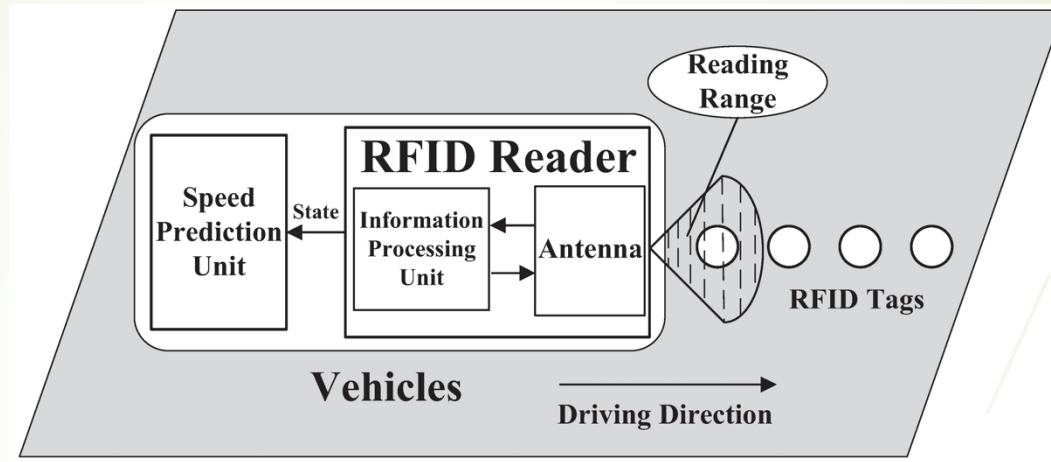 Reading
Range
RFID Reader
Speed
Prediction
Unit
State
Information
Processing
Unit
Antenna
RFID Tags
Vehicles
Driving Direction